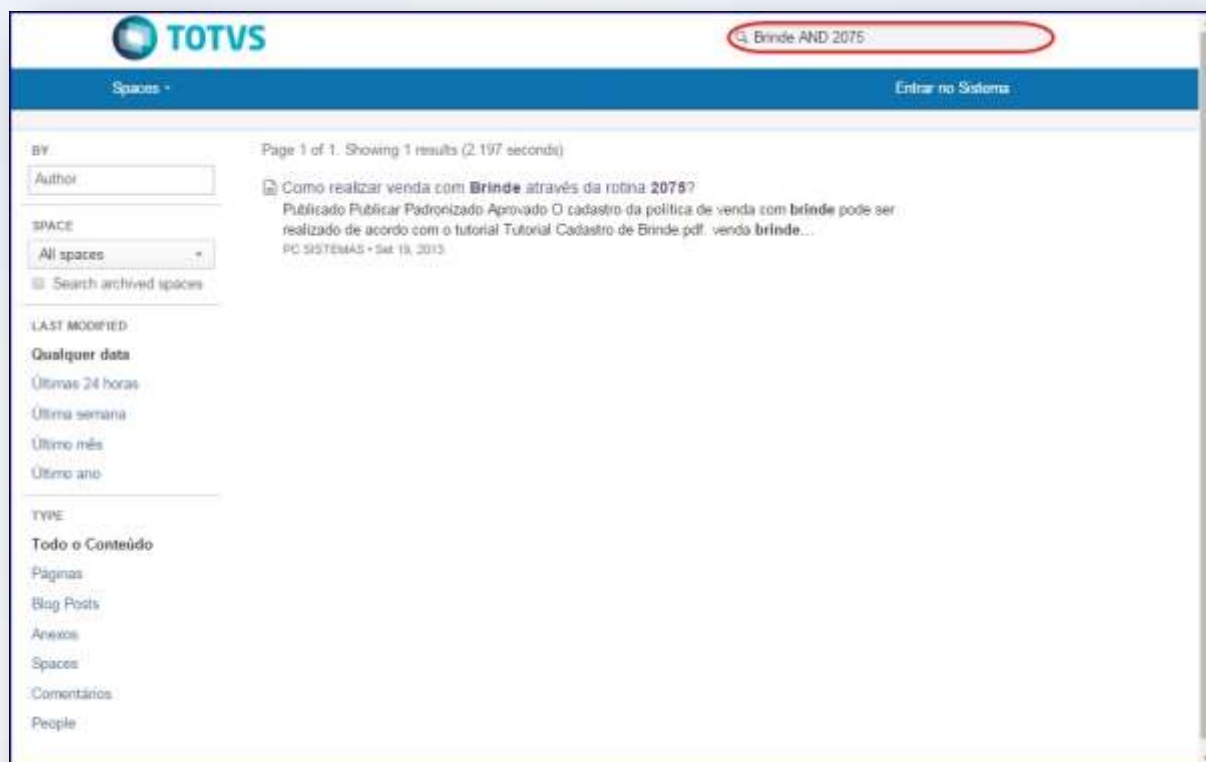 TOTVS
Brinde AND 2075
Spaces
Entrar no Sistema
BY
Author
SPACE
All spaces
Search archived spaces
LAST MODIFIED
Qualquer data
Últimas 24 horas
Última semana
Último mês
Último ano
TYPE
Todo o Conteúdo
Páginas
Blog Posts
Anexos
Spaces
Comentários
People
Page 1 of 1. Showing 1 results (2.197 seconds)
Como realizar venda com Brinde através da rotina 2075?
Publicado Publicar Padronizado Aprovado O cadastro da política de venda com brinde pode ser
realizado de acordo com o tutorial Tutorial Cadastro de Brinde pdf. venda brinde...
PC SISTEMAS • Set 19, 2013